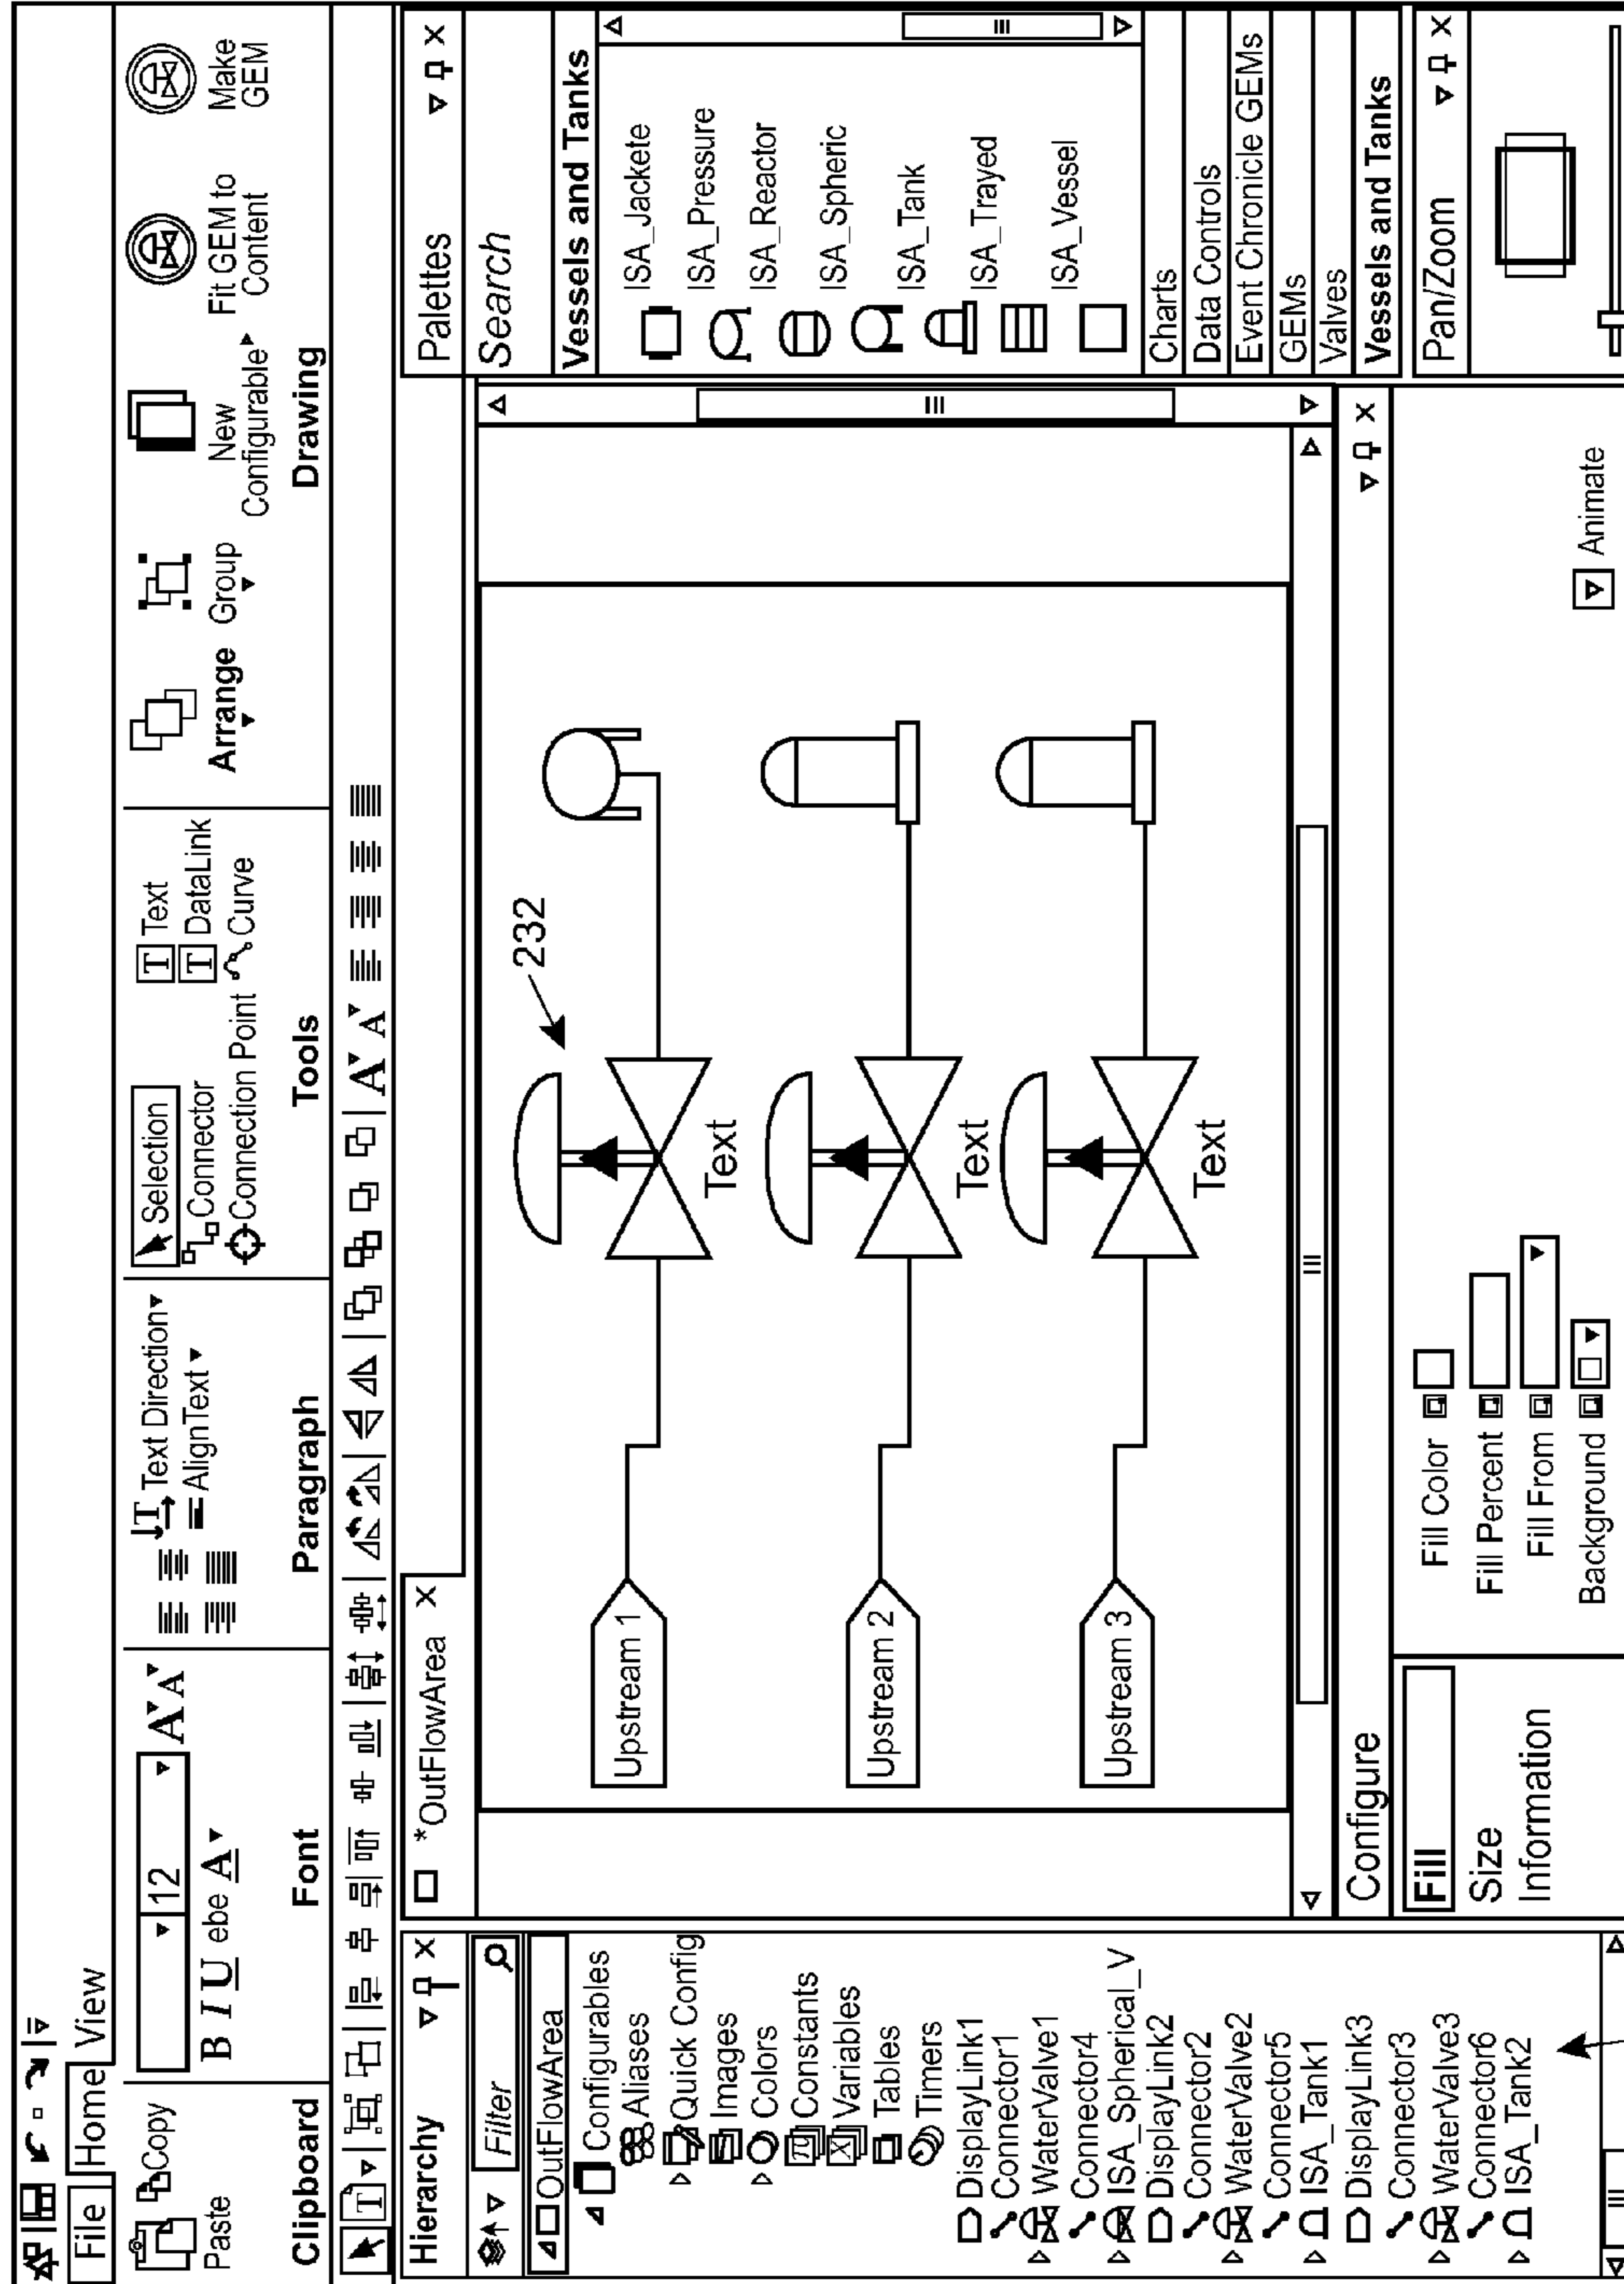 File Home View
Paste
Copy
Clipboard
12
A A
B I U ebe A
Font
Text Direction
AlignText
Paragraph
Selection
Connector
Connection Point
Text
DataLink
Curve
Tools
Arrange
Group
New
Configurable
Fit GEM to
Content
Make
GEM
Drawing
T
A A
Hierarchy X
Filter
OutFlowArea
Configurables
Aliases
Quick Config
Images
Colors
Constants
Variables
Tables
Timers
DisplayLink1
Connector1
WaterValve1
Connector4
ISA_Spherical_V
DisplayLink2
Connector2
WaterValve2
Connector5
ISA_Tank1
DisplayLink3
Connector3
WaterValve3
Connector6
ISA_Tank2
*OutFlowArea X
232
Upstream 1
Text
Upstream 2
Text
Upstream 3
Text
Configure X
Fill
Size
Information
Fill Color
Fill Percent
Fill From
Background
Animate
Palettes X
Search
Vessels and Tanks
ISA_Jackete
ISA_Pressure
ISA_Reactor
ISA_Spheric
ISA_Tank
ISA_Trayed
ISA_Vessel
Charts
Data Controls
Event Chronicle GEMs
GEMs
Valves
Vessels and Tanks
Pan/Zoom X